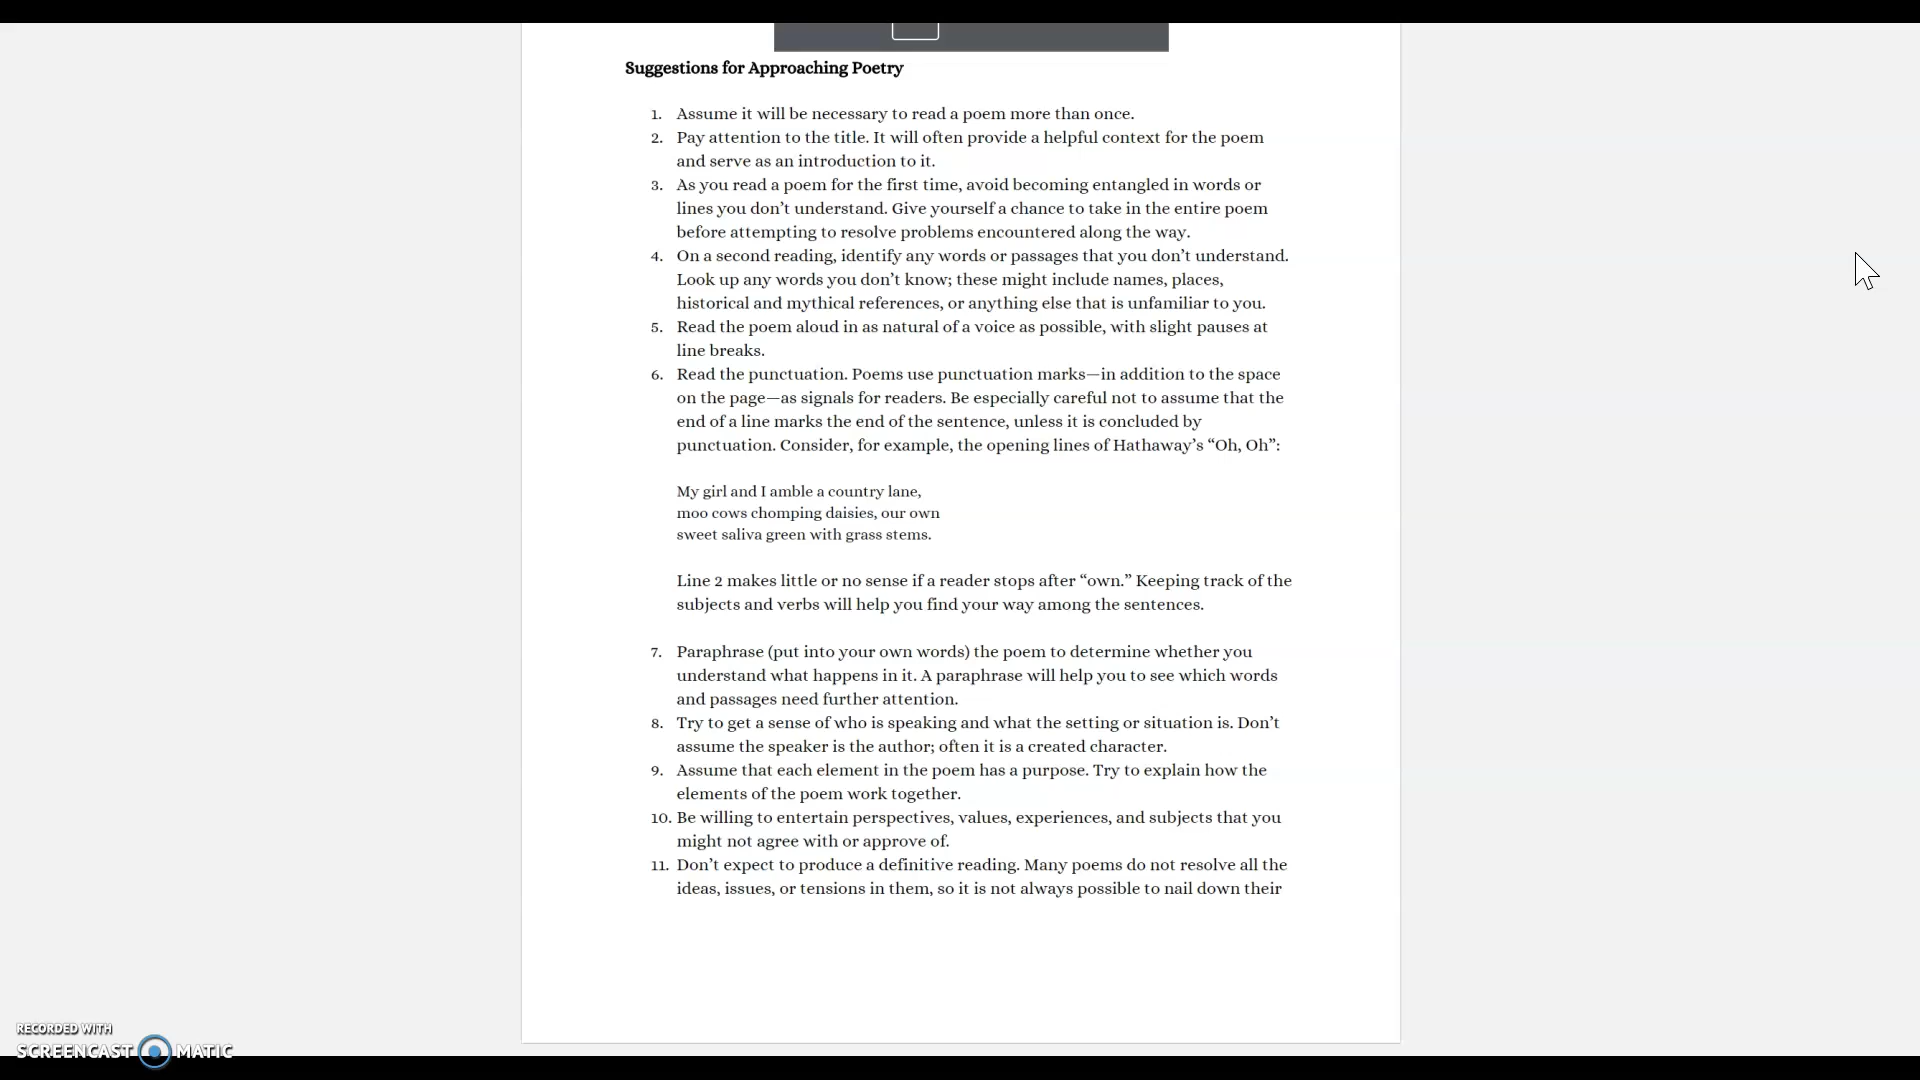 Suggestions for Approaching Poetry
1. Assume it will be necessary to read a poem more than once.
2. Pay attention to the title. It will often provide a helpful context for the poem
and serve as an introduction to it.
3. As you read a poem for the first time, avoid becoming entangled in words or
lines you don’t understand. Give yourself a chance to take in the entire poem
before attempting to resolve problems encountered along the way.
4. On a second reading, identify any words or passages that you don’t understand.
Look up any words you don’t know; these might include names, places,
historical and mythical references, or anything else that is unfamiliar to you.
5. Read the poem aloud in as natural of a voice as possible, with slight pauses at
line breaks.
6. Read the punctuation. Poems use punctuation marks—in addition to the space
on the page—as signals for readers. Be especially careful not to assume that the
end of a line marks the end of the sentence, unless it is concluded by
punctuation. Consider, for example, the opening lines of Hathaway’s “Oh, Oh”:
My girl and I amble a country lane,
moo cows chomping daisies, our own
sweet saliva green with grass stems.
Line 2 makes little or no sense if a reader stops after “own.” Keeping track of the
subjects and verbs will help you find your way among the sentences.
7. Paraphrase (put into your own words) the poem to determine whether you
understand what happens in it. A paraphrase will help you to see which words
and passages need further attention.
8. Try to get a sense of who is speaking and what the setting or situation is. Don’t
assume the speaker is the author; often it is a created character.
9. Assume that each element in the poem has a purpose. Try to explain how the
elements of the poem work together.
10. Be willing to entertain perspectives, values, experiences, and subjects that you
might not agree with or approve of.
11. Don’t expect to produce a definitive reading. Many poems do not resolve all the
ideas, issues, or tensions in them, so it is not always possible to nail down their
RECORDED WITH
SCREENCAST MATIC